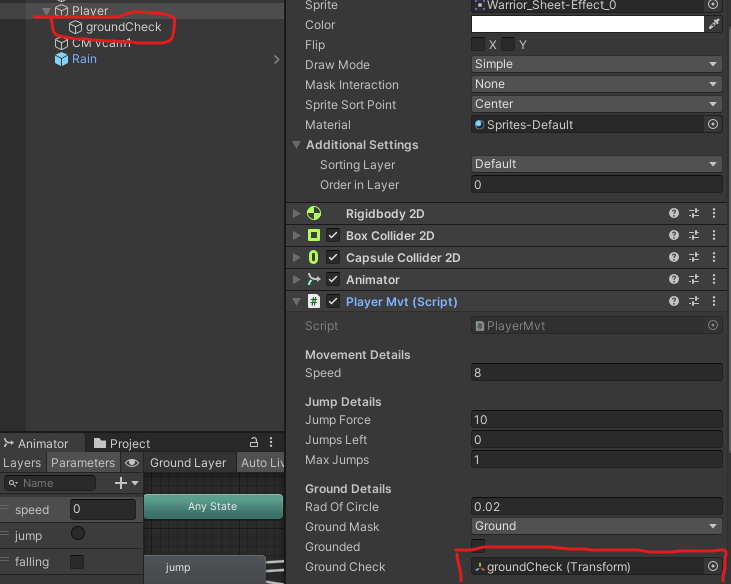 Player
groundCheck
CM vcam1
Rain
Sprite
Warrior_Sheet-Effect_0
Color
Flip
X
Y
Draw Mode
Simple
Mask Interaction
None
Sprite Sort Point
Center
Material
Sprites-Default
Additional Settings
Sorting Layer
Default
Order in Layer
0
Rigidbody 2D
Box Collider 2D
Capsule Collider 2D
Animator
# Player Mvt (Script)
Script
PlayerMvt
Movement Details
Speed
8
Jump Details
Jump Force
10
Jumps Left
0
Max Jumps
1
Ground Details
Rad Of Circle
0.02
Ground Mask
Ground
Grounded
Ground Check
groundCheck (Transform)
Animator
Project
Layers
Parameters
Ground Layer
Auto Liv
Name
speed
0
jump
falling
Any State
jump